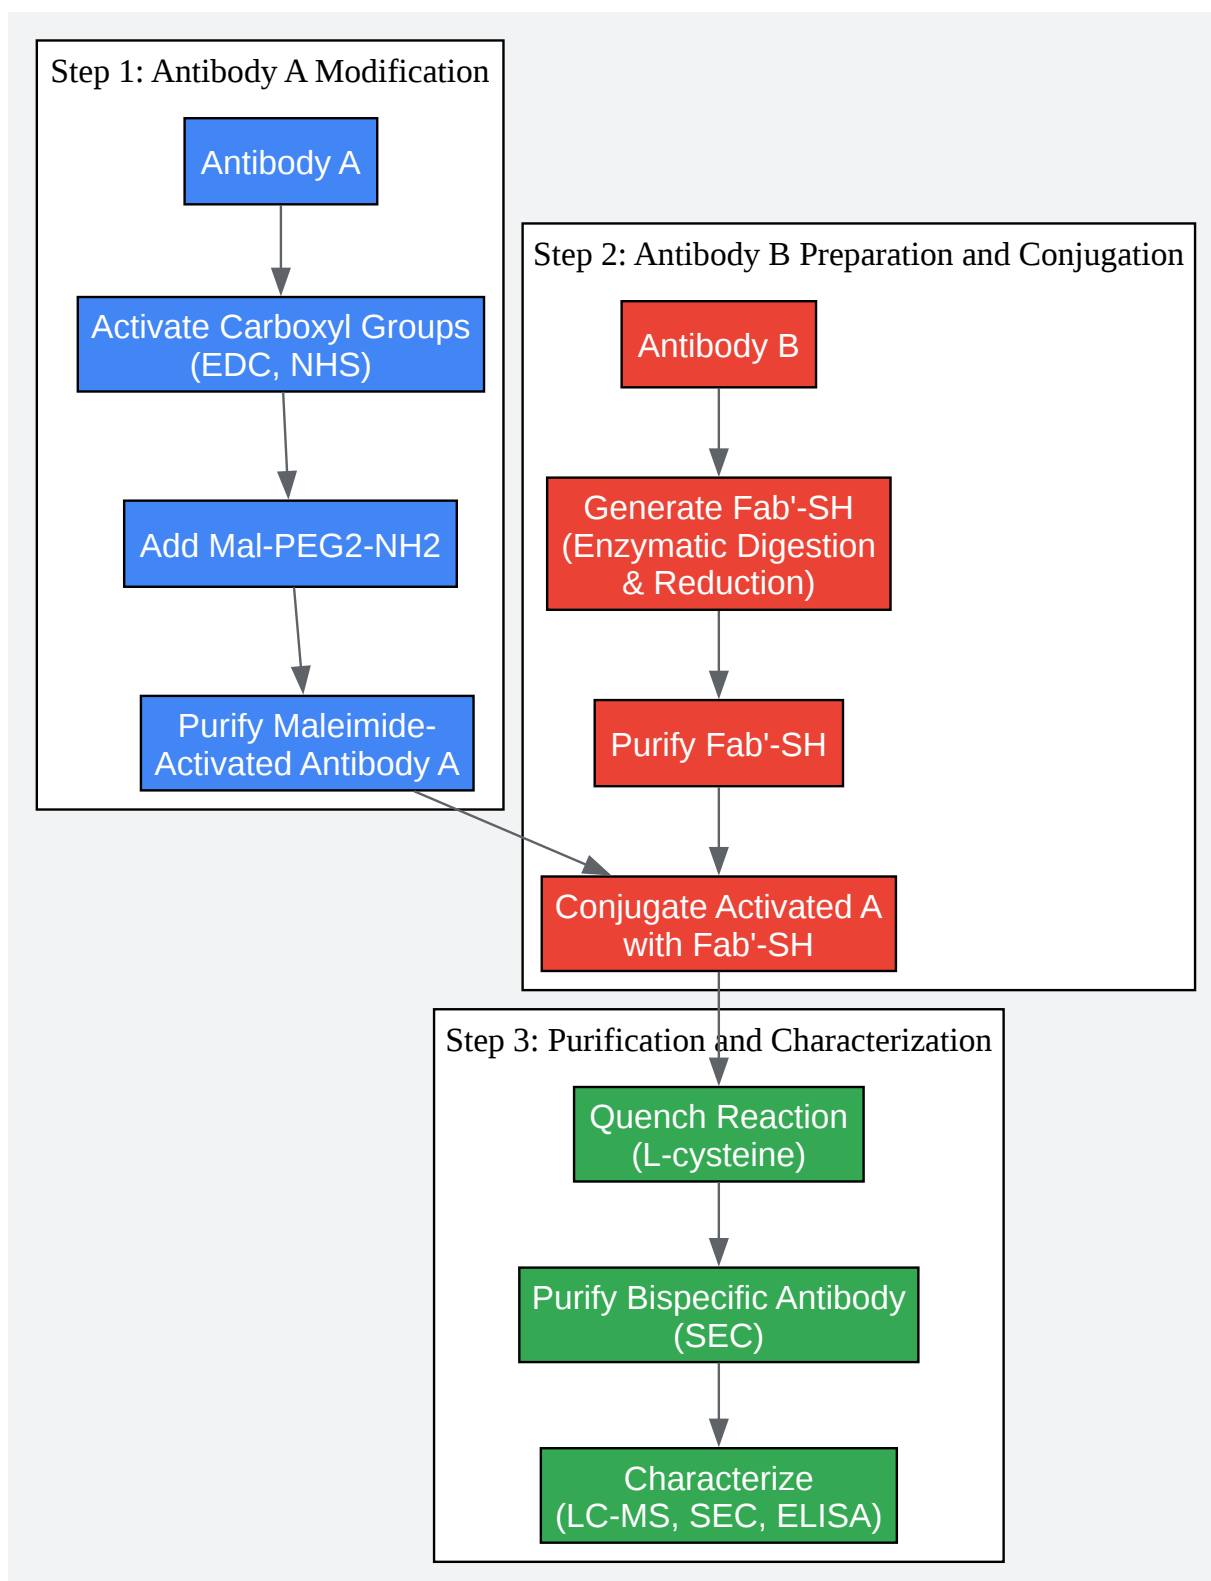 Step 1: Antibody A Modification
Antibody A
Activate Carboxyl Groups
(EDC, NHS)
Add Mal-PEG2-NH2
Purify Maleimide-
Activated Antibody A
Step 2: Antibody B Preparation and Conjugation
Antibody B
Generate Fab'-SH
(Enzymatic Digestion
& Reduction)
Purify Fab'-SH
Conjugate Activated A
with Fab'-SH
Step 3: Purification and Characterization
Quench Reaction
(L-cysteine)
Purify Bispecific Antibody
(SEC)
Characterize
(LC-MS, SEC, ELISA)